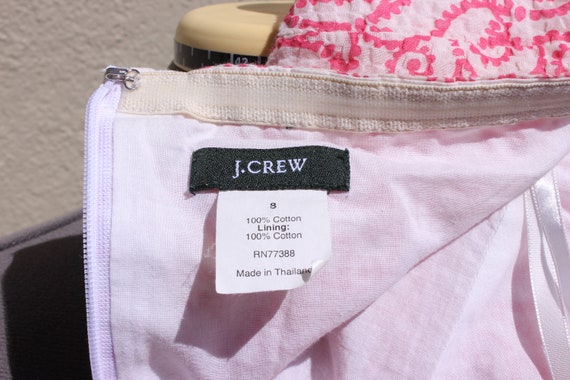 J.CREW
8
100% Cotton
Lining:
100% Cotton
RN77388
Made in Thailand